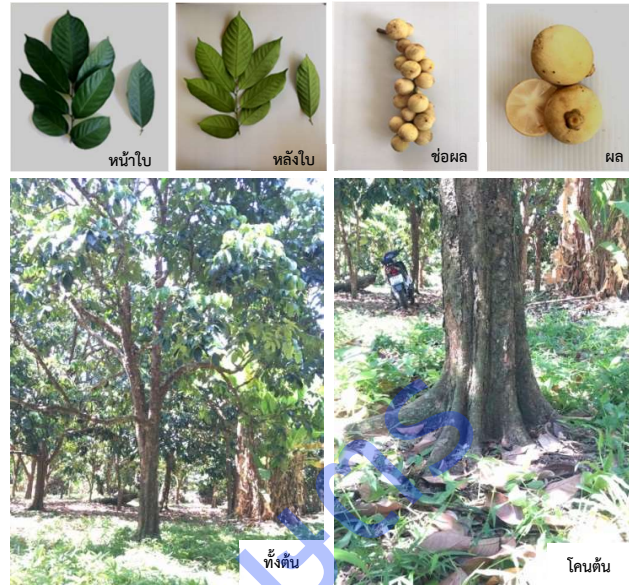 หน้าใบ
หลังใบ
ช่อผล
ผล
ทั้งต้น
โคนต้น